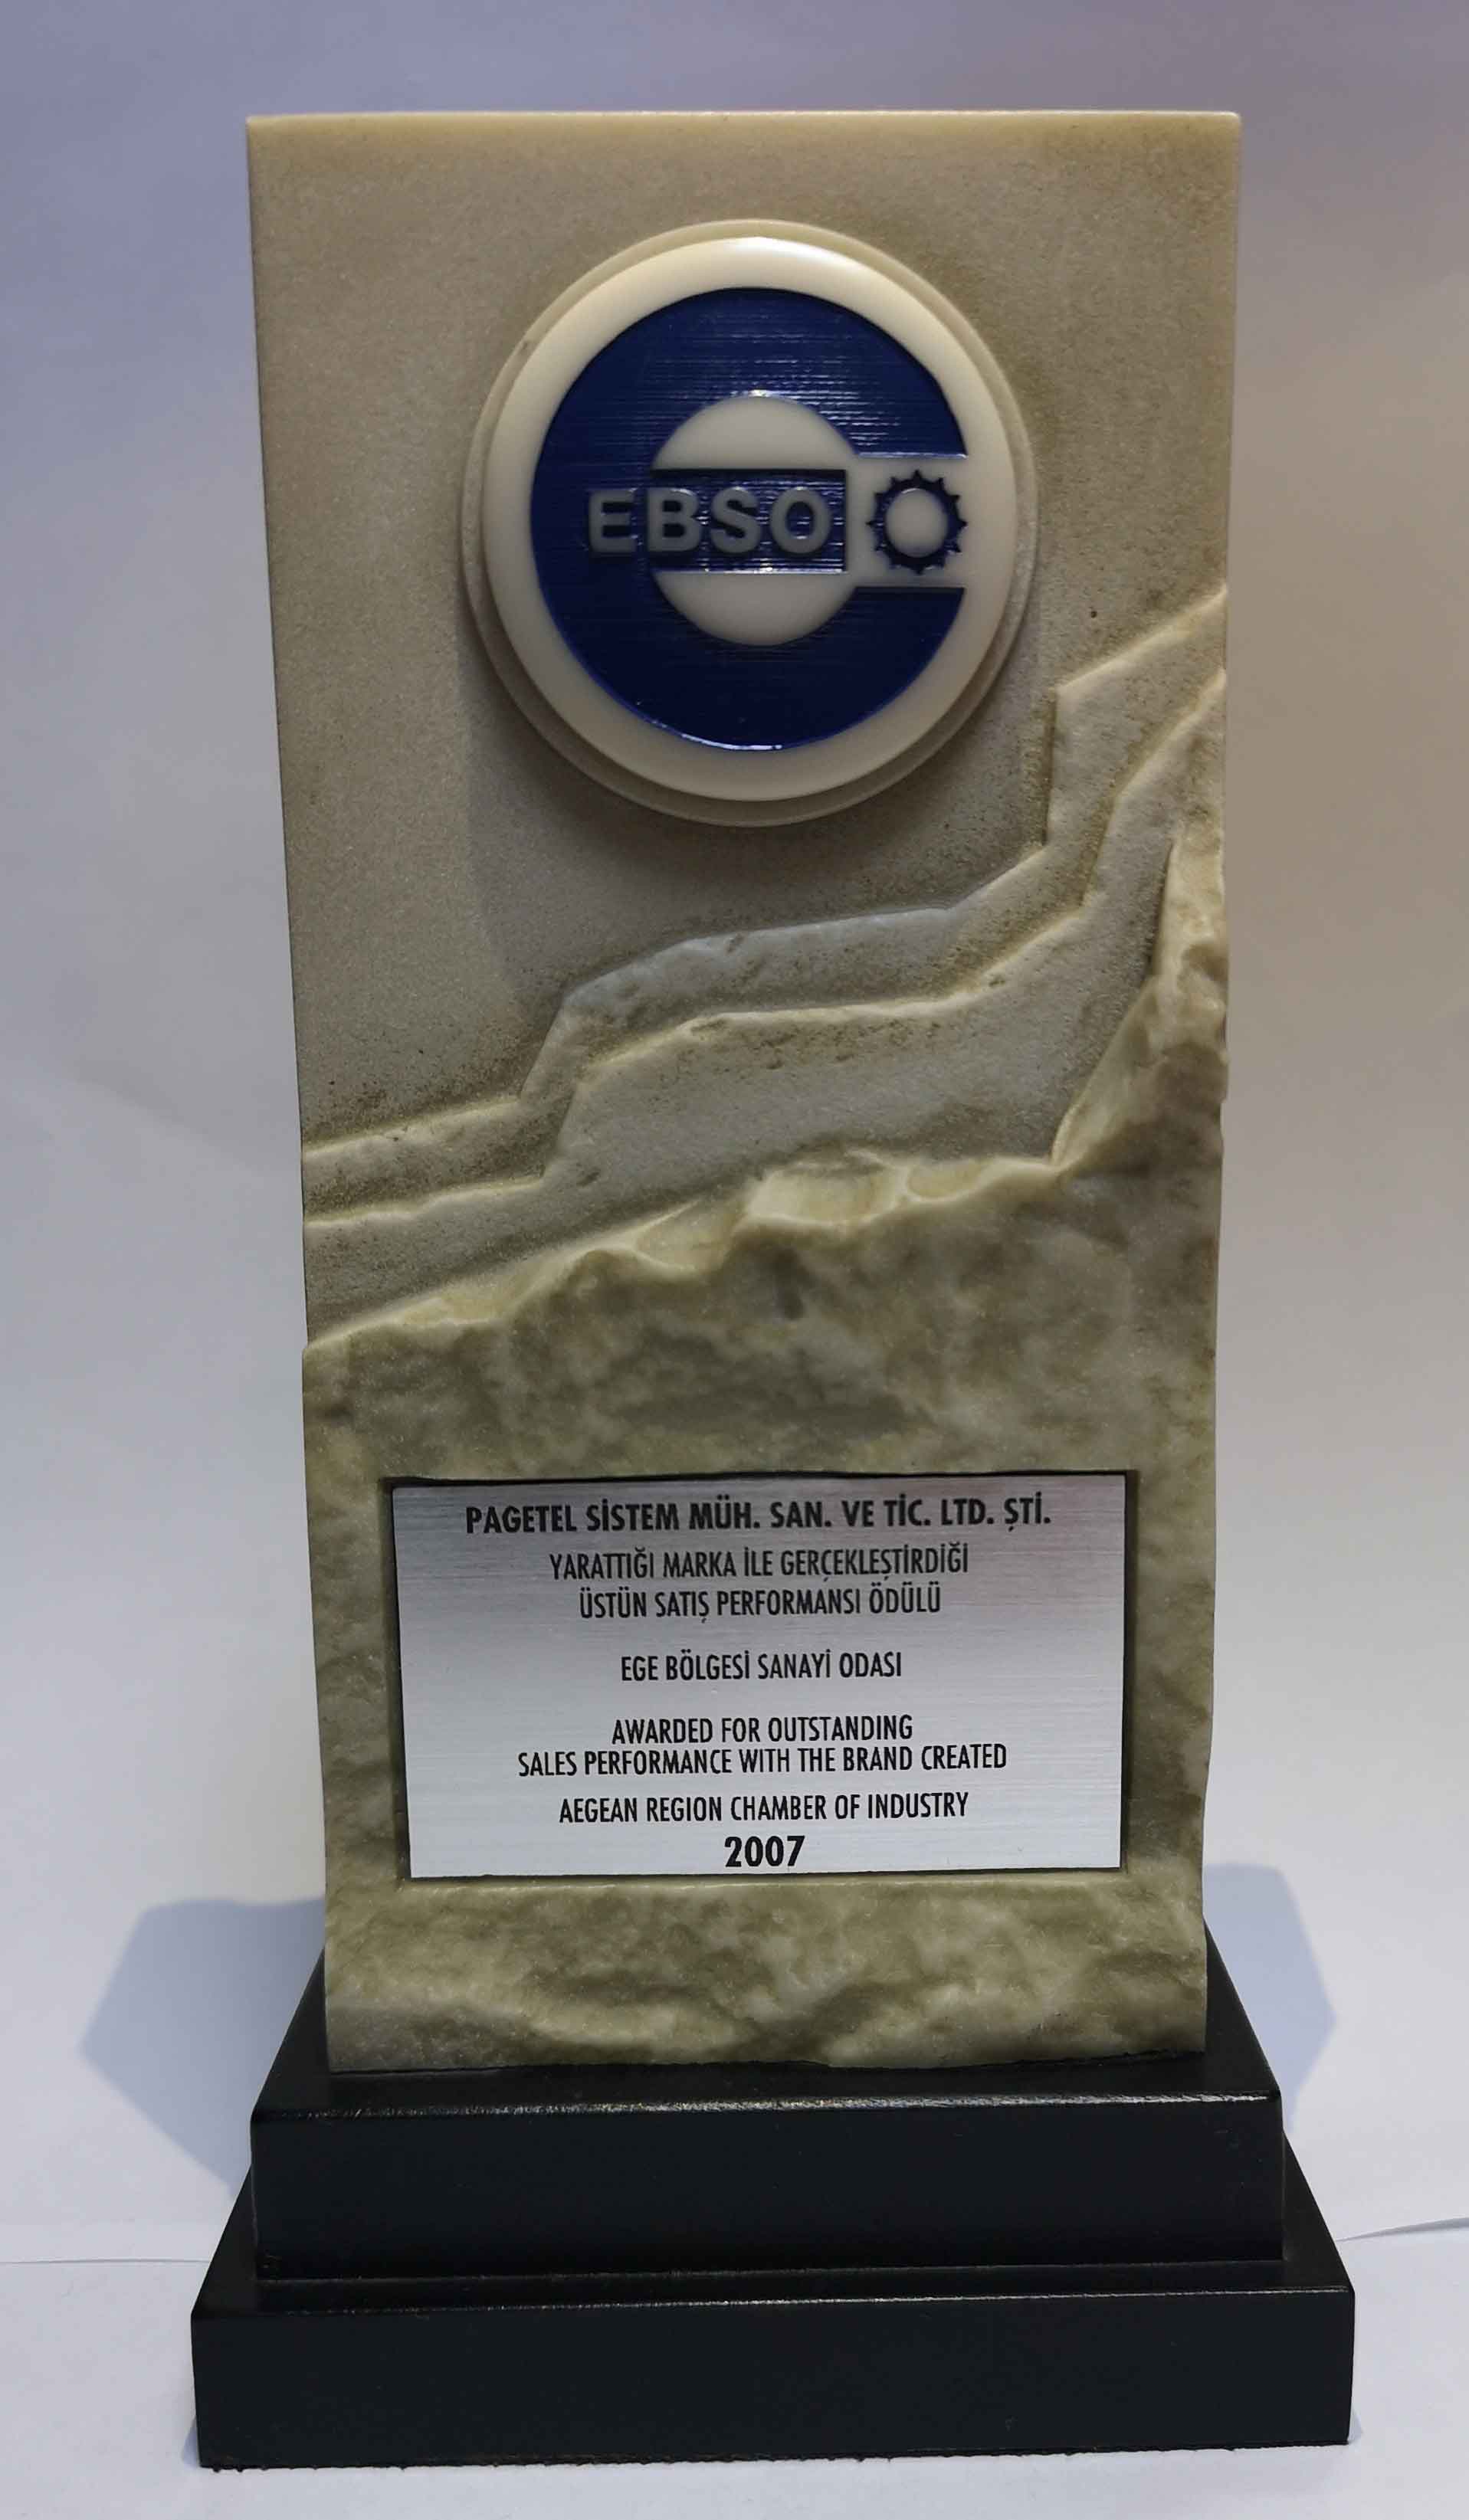 EBSO
PAGETEL SİSTEM MÜH. SAN. VE TİC. LTD. ŞTİ.
YARATTIĞI MARKA İLE GERÇEKLEŞTİRDİĞİ
ÜSTÜN SATIŞ PERFORMANSI ÖDÜLÜ
EGE BÖLGESİ SANAYİ ODASI
AWARDED FOR OUTSTANDING
SALES PERFORMANCE WITH THE BRAND CREATED
AEGEAN REGION CHAMBER OF INDUSTRY
2007